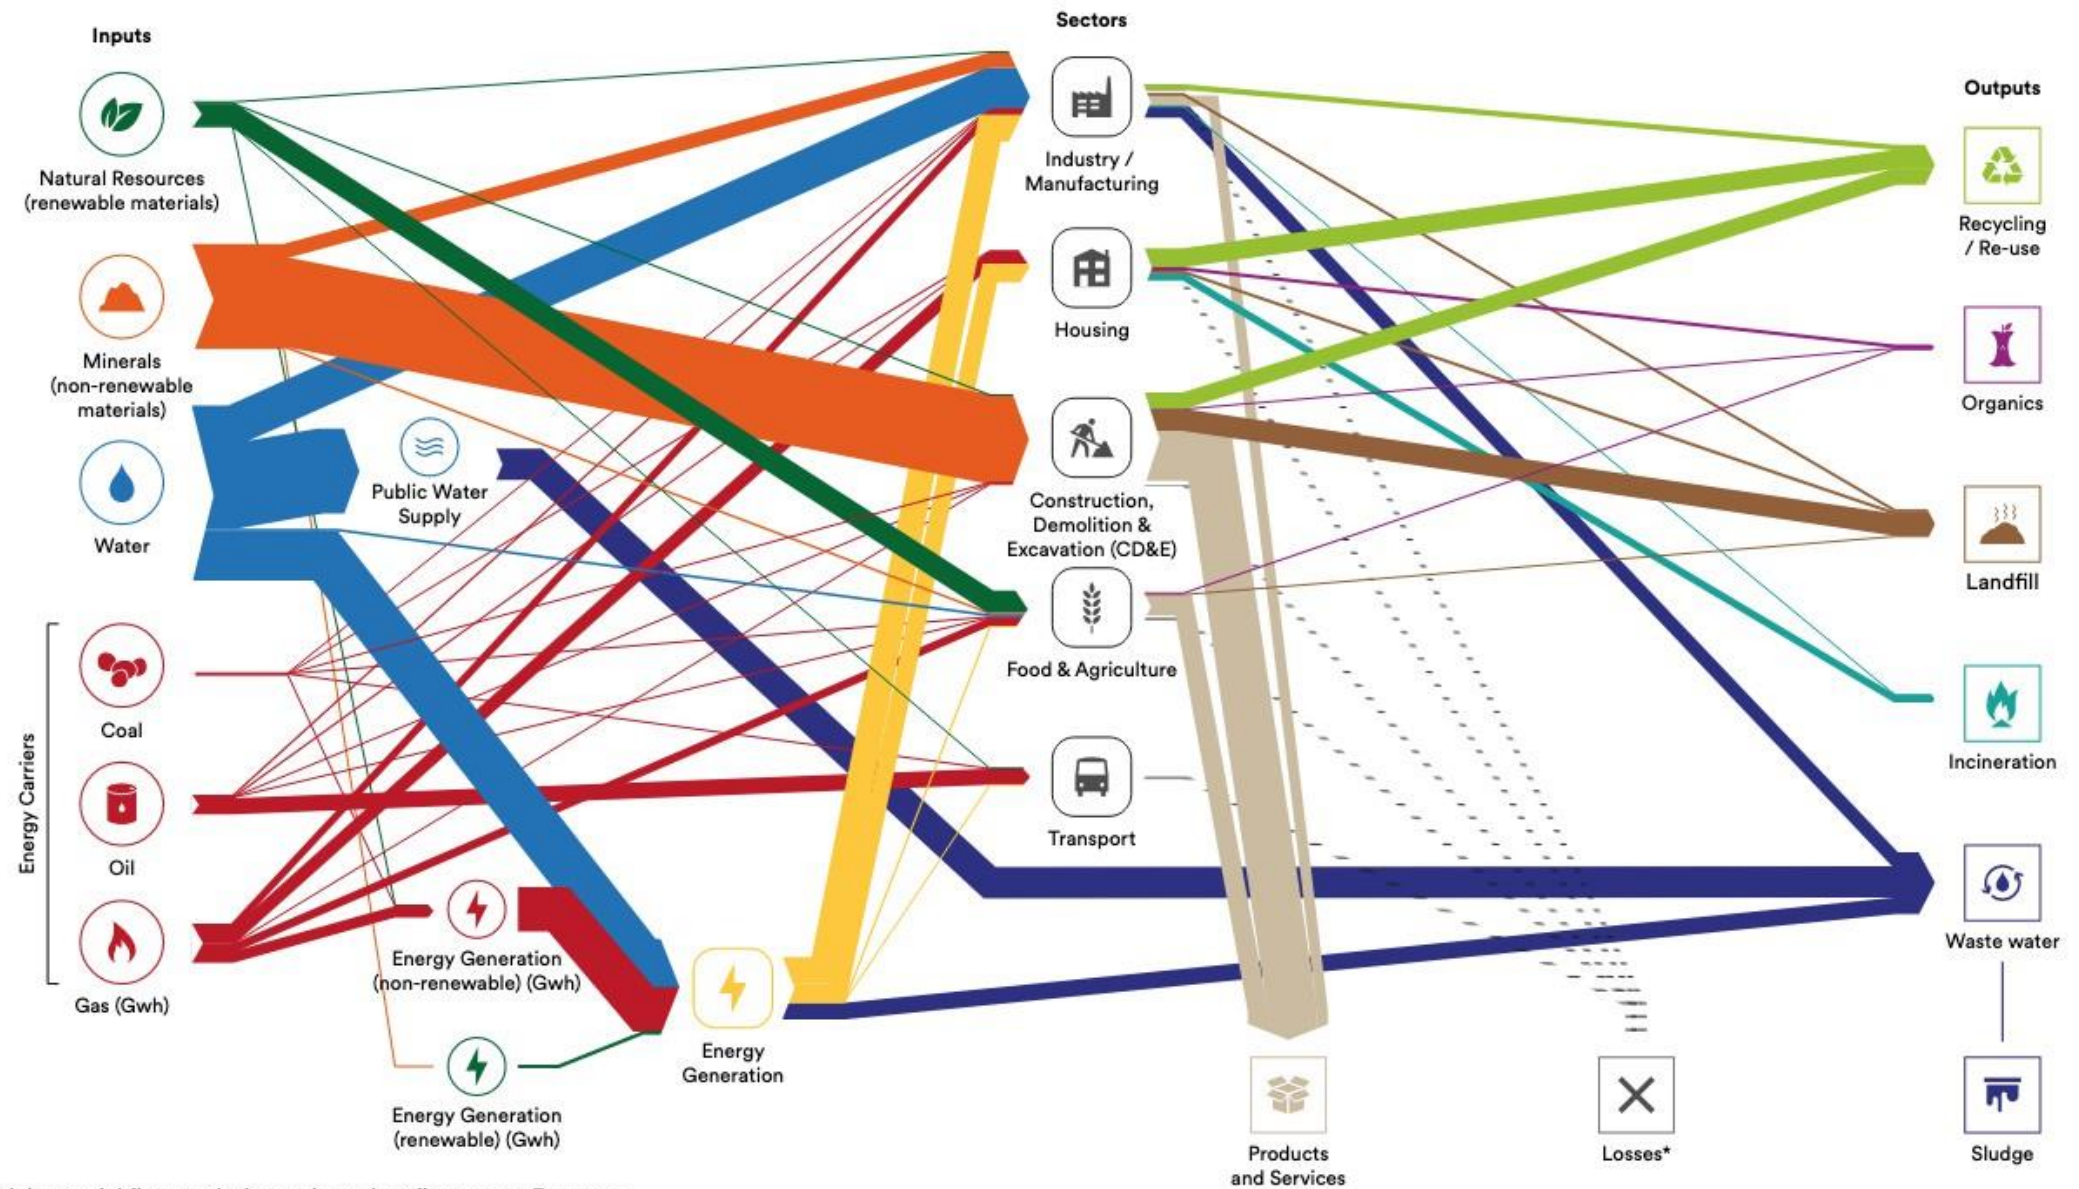 Inputs
Natural Resources
(renewable materials)
Minerals
(non-renewable
materials)
Water
Public Water
Supply
Energy Carriers
Coal
Oil
Gas (Gwh)
Energy Generation
(non-renewable) (Gwh)
Energy Generation
(renewable) (Gwh)
Energy
Generation
Sectors
Industry /
Manufacturing
Housing
Construction,
Demolition &
Excavation (CD&E)
Food & Agriculture
Transport
Outputs
Recycling
/ Re-use
Organics
Landfill
Incineration
Waste water
Products
and Services
Losses*
Sludge